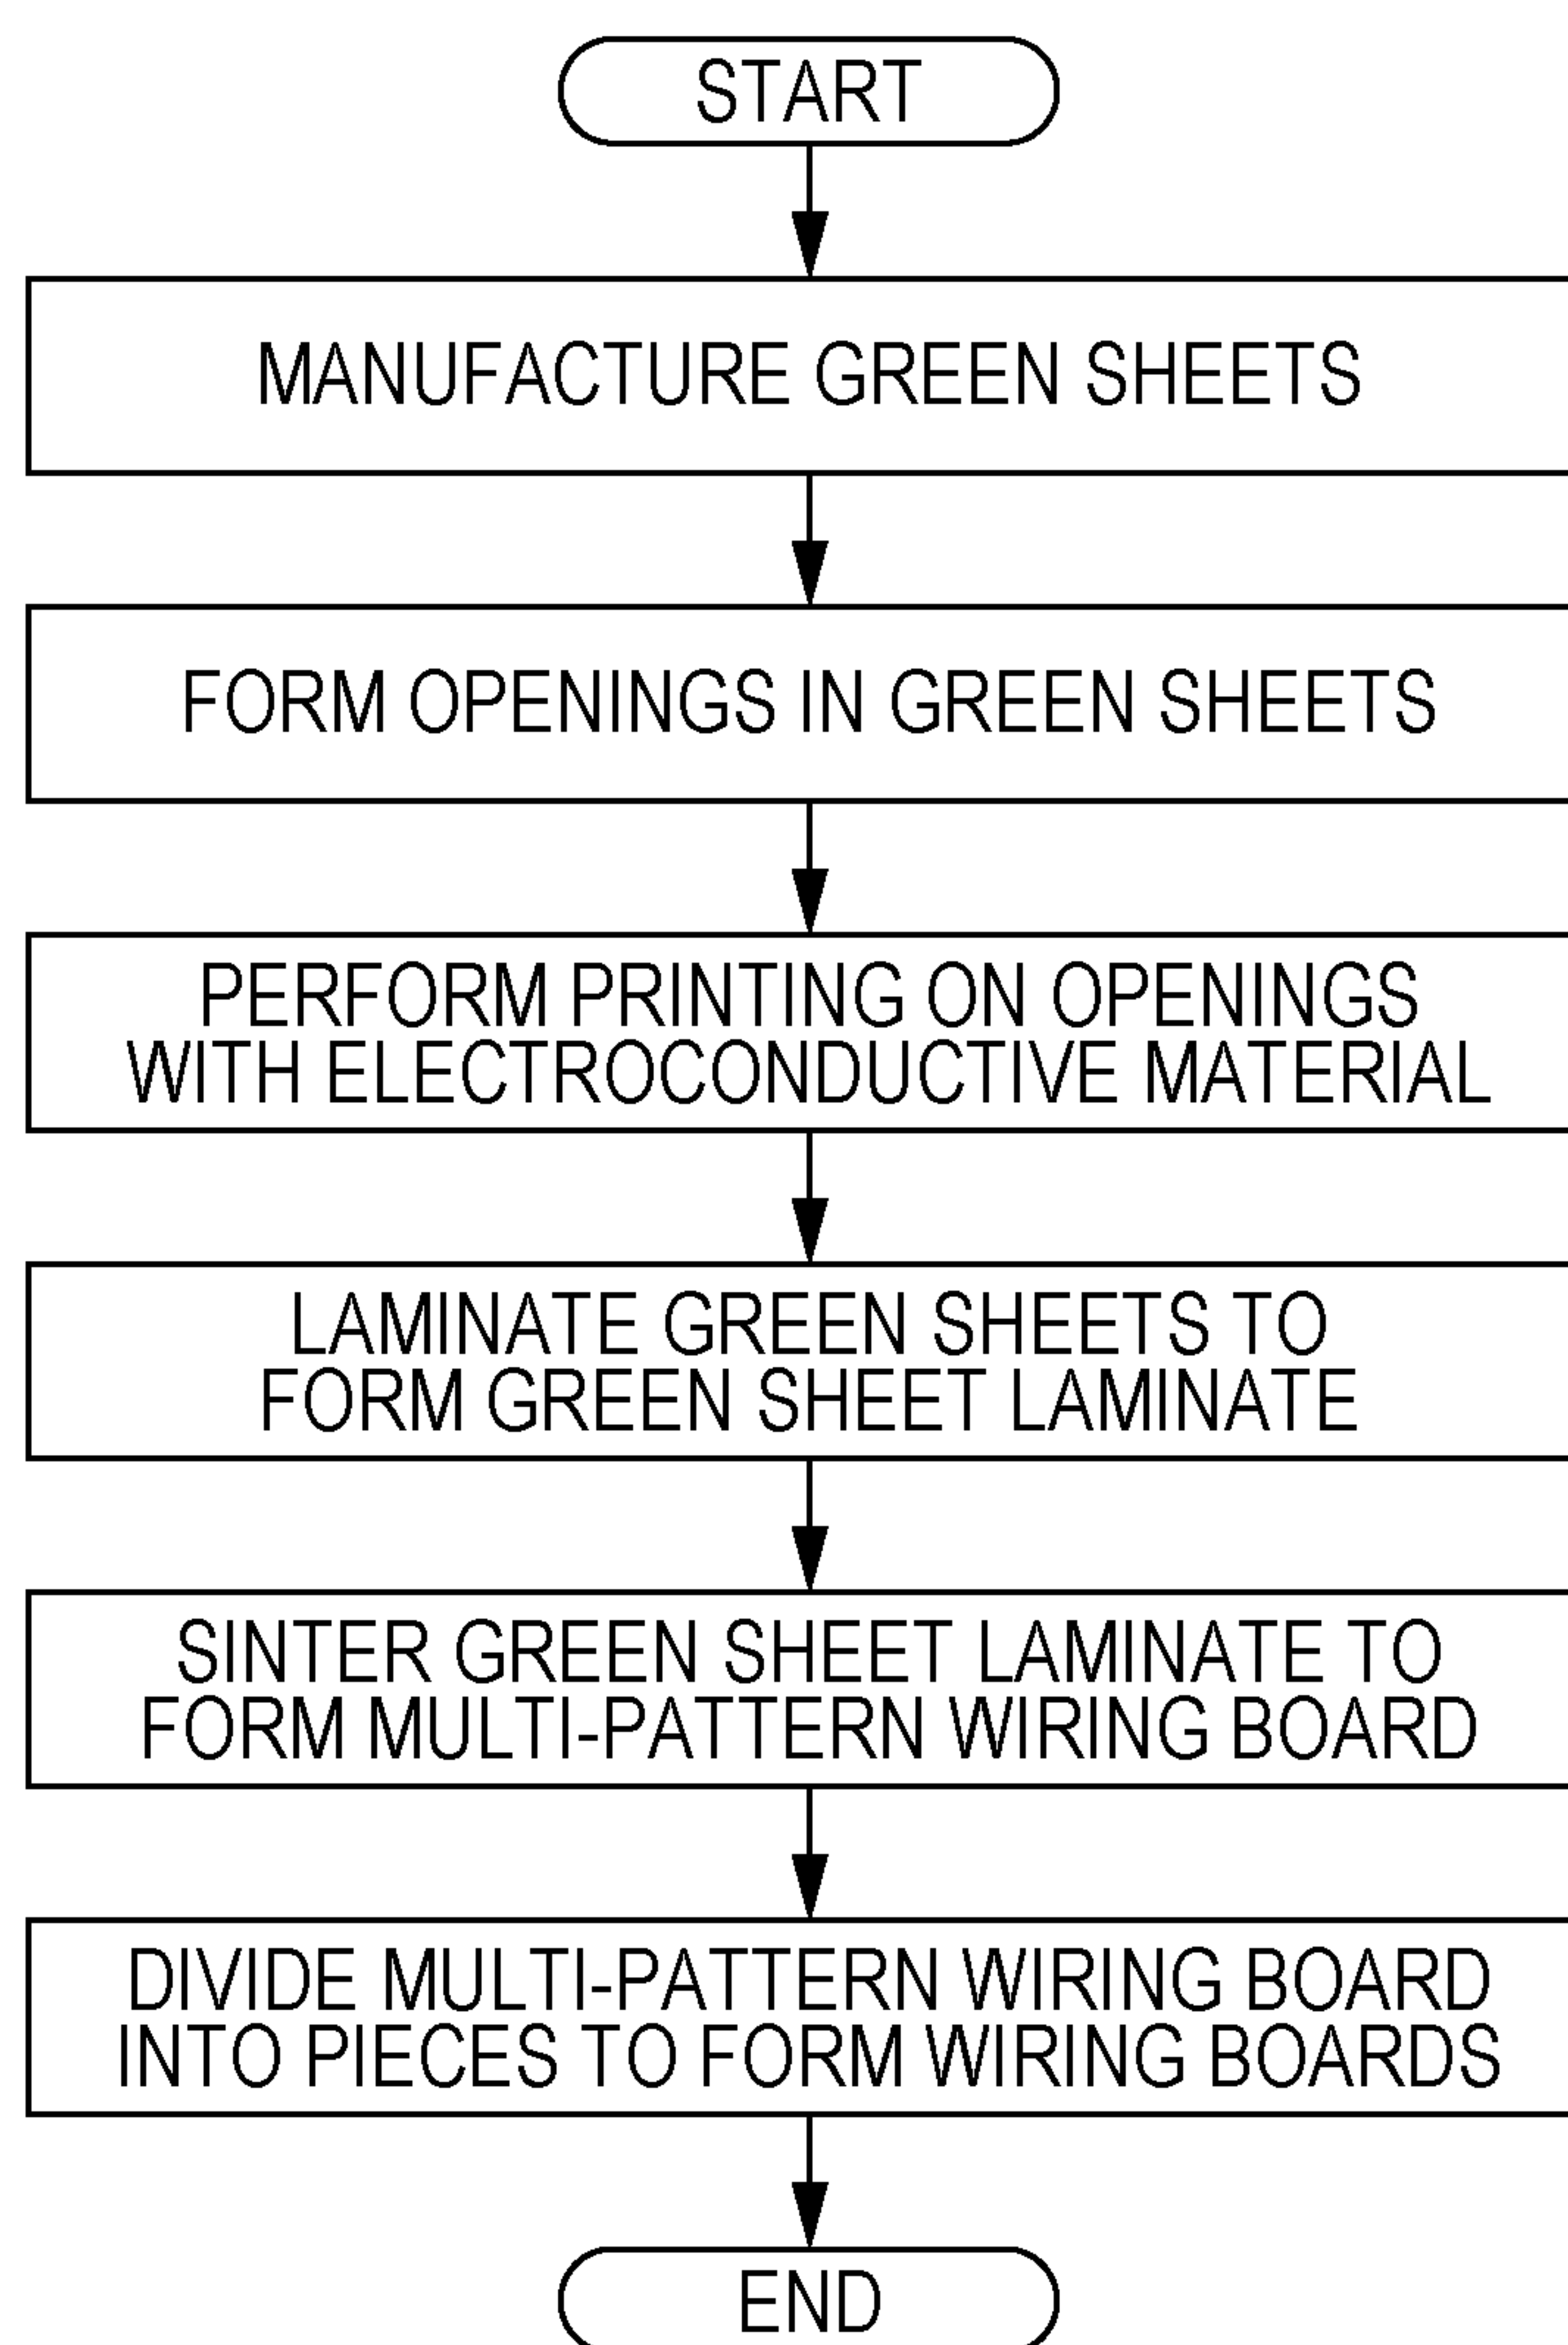 START
MANUFACTURE GREEN SHEETS
FORM OPENINGS IN GREEN SHEETS
PERFORM PRINTING ON OPENINGS
WITH ELECTROCONDUCTIVE MATERIAL
LAMINATE GREEN SHEETS TO
FORM GREEN SHEET LAMINATE
SINTER GREEN SHEET LAMINATE TO
FORM MULTI-PATTERN WIRING BOARD
DIVIDE MULTI-PATTERN WIRING BOARD
INTO PIECES TO FORM WIRING BOARDS
END